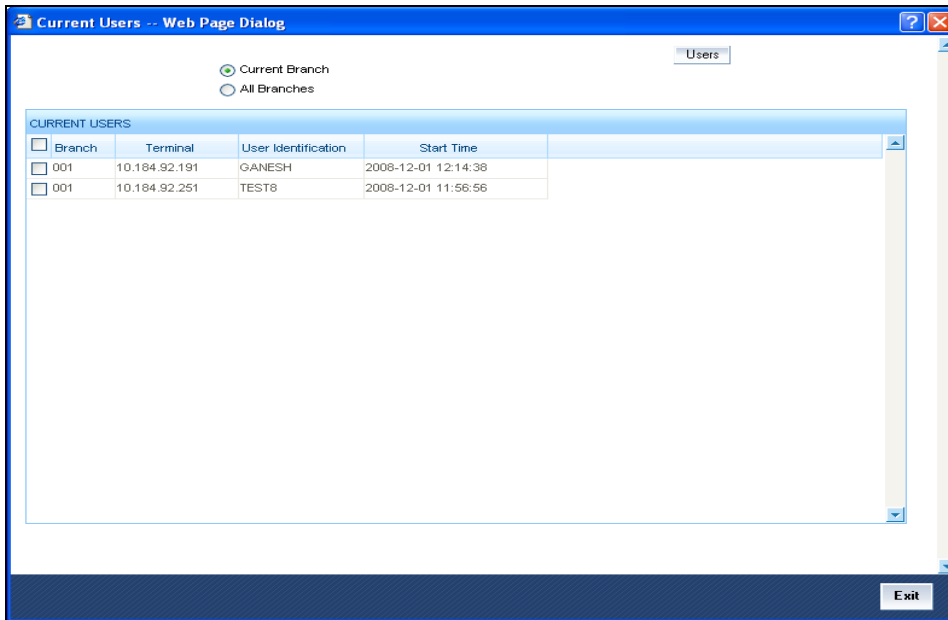 Current Users -- Web Page Dialog
Users
Current Branch
All Branches
CURRENT USERS
Branch Terminal User Identification Start Time
001 10.184.92.191 GANESH 2008-12-01 12:14:38
001 10.184.92.251 TEST8 2008-12-01 11:56:56
Exit